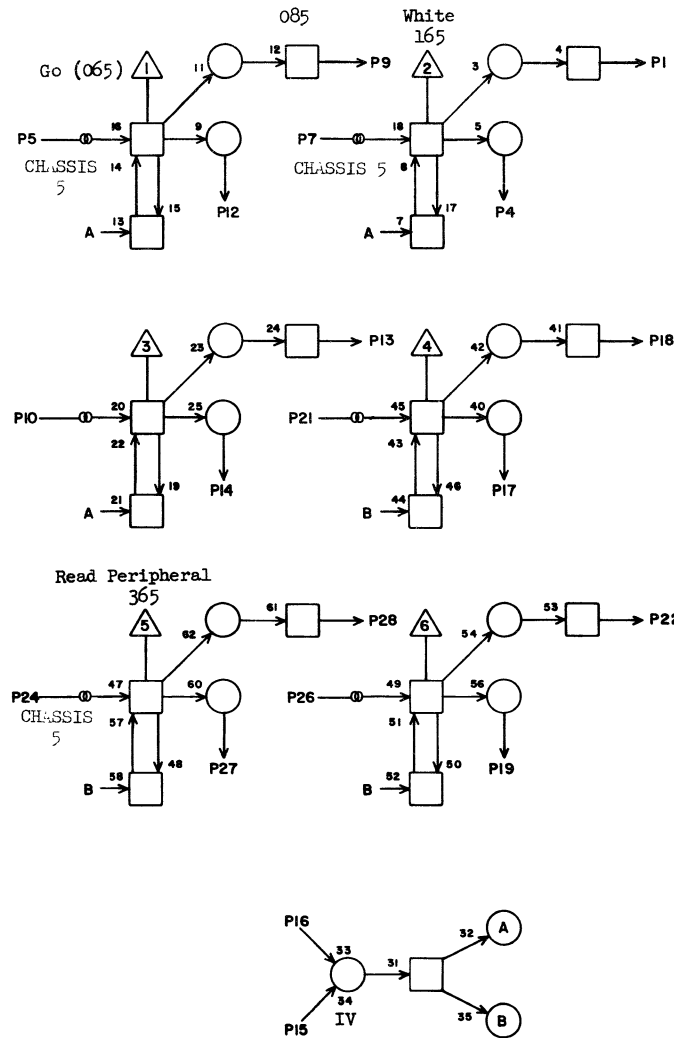 085
White
165
Go (065)
1
11
12
P9
2
3
4
P1
P5
16
9
P7
18
5
CHASSIS
5
14
15
P12
CHASSIS 5
8
17
P4
A
13
A
7
3
23
24
P13
4
42
41
P18
P10
20
25
P21
45
40
22
19
P14
43
46
P17
A
21
B
44
Read Peripheral
365
5
62
61
P28
6
54
53
P22
P24
47
60
P26
49
56
CHASSIS
5
57
48
P27
51
50
P19
B
58
B
52
P16
33
31
32
A
34
IV
P15
35
B